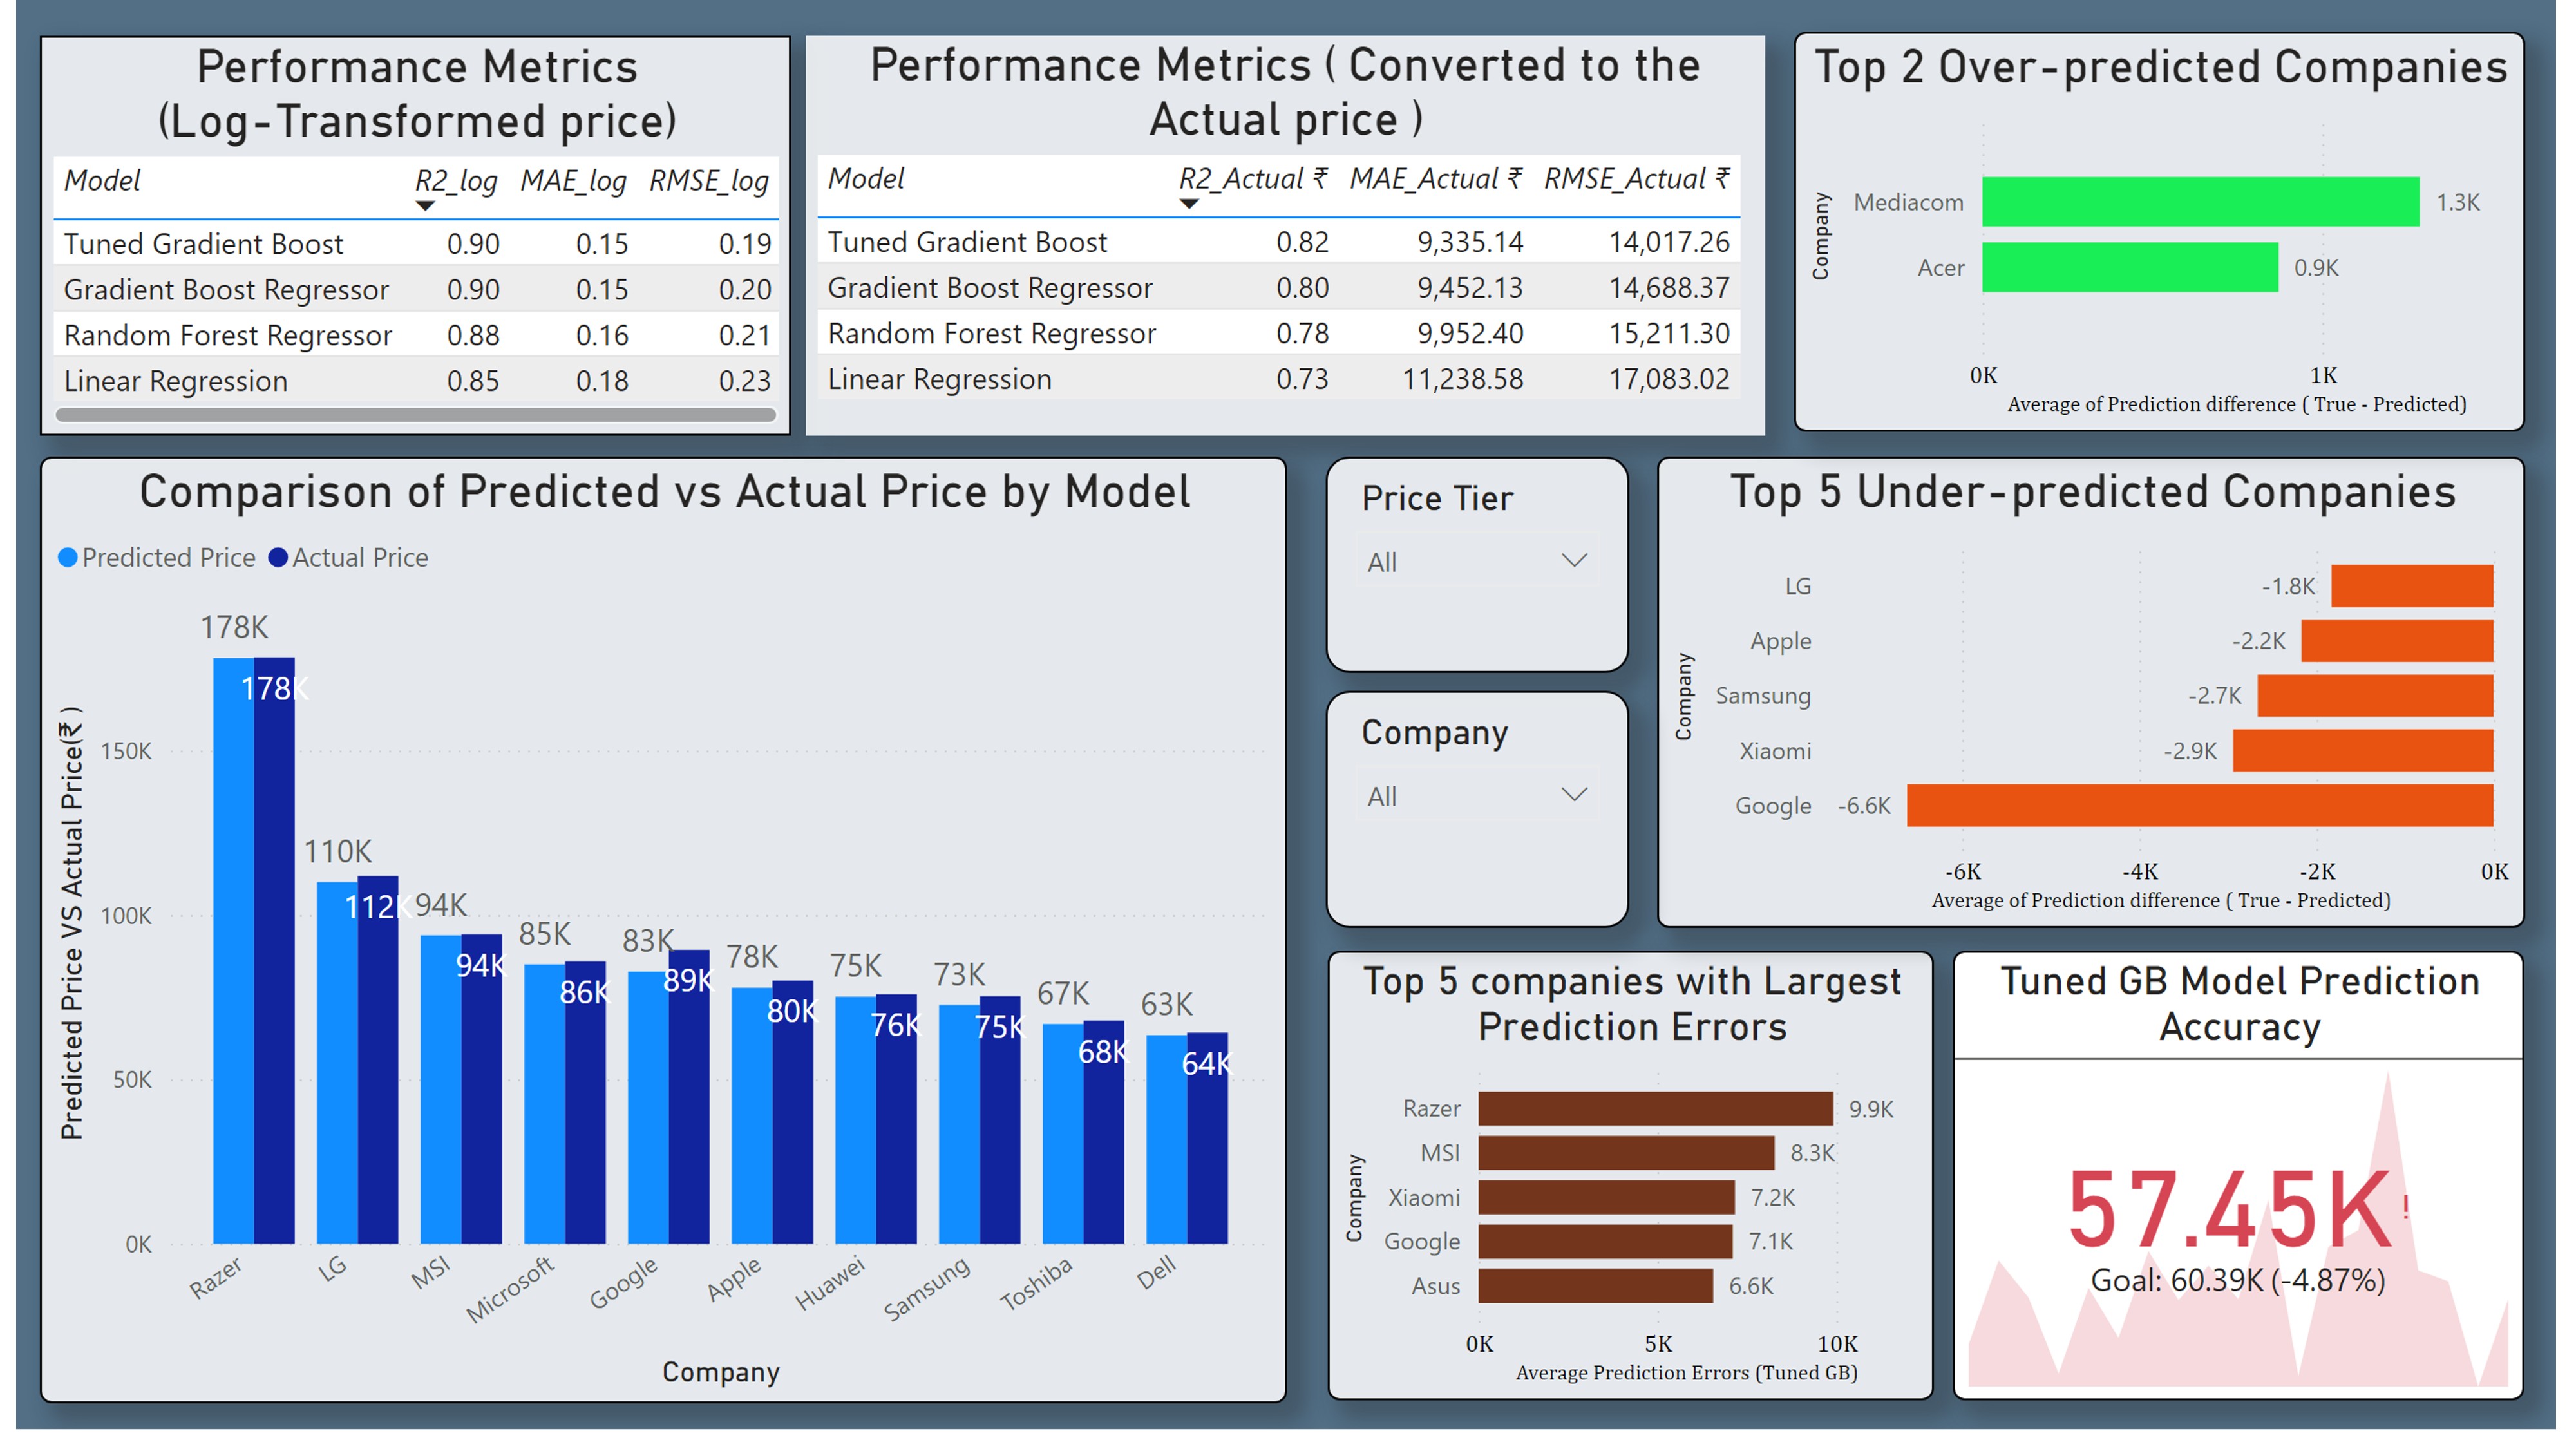 Performance Metrics
(Log-Transformed price)
Model R2_log MAE_log RMSE_log
Tuned Gradient Boost 0.90 0.15 0.19
Gradient Boost Regressor 0.90 0.15 0.20
Random Forest Regressor 0.88 0.16 0.21
Linear Regression 0.85 0.18 0.23
Performance Metrics ( Converted to the
Actual price )
Model R2_Actual ₹ MAE_Actual ₹ RMSE_Actual ₹
Tuned Gradient Boost 0.82 9,335.14 14,017.26
Gradient Boost Regressor 0.80 9,452.13 14,688.37
Random Forest Regressor 0.78 9,952.40 15,211.30
Linear Regression 0.73 11,238.58 17,083.02
Top 2 Over-predicted Companies
Company
Mediacom 1.3K
Acer 0.9K
0K 1K
Average of Prediction difference ( True - Predicted)
Comparison of Predicted vs Actual Price by Model
Predicted Price Actual Price
Predicted Price VS Actual Price(₹ )
150K
100K
50K
0K
178K 178K
110K 112K
94K 94K
85K 86K
83K 89K
78K 80K
75K 76K
73K 75K
67K 68K
63K 64K
Razer LG MSI Microsoft Google Apple Huawei Samsung Toshiba Dell
Company
Price Tier
All
Company
All
Top 5 Under-predicted Companies
Company
LG -1.8K
Apple -2.2K
Samsung -2.7K
Xiaomi -2.9K
Google -6.6K
-6K -4K -2K 0K
Average of Prediction difference ( True - Predicted)
Top 5 companies with Largest
Prediction Errors
Company
Razer 9.9K
MSI 8.3K
Xiaomi 7.2K
Google 7.1K
Asus 6.6K
0K 5K 10K
Average Prediction Errors (Tuned GB)
Tuned GB Model Prediction
Accuracy
57.45K !
Goal: 60.39K (-4.87%)